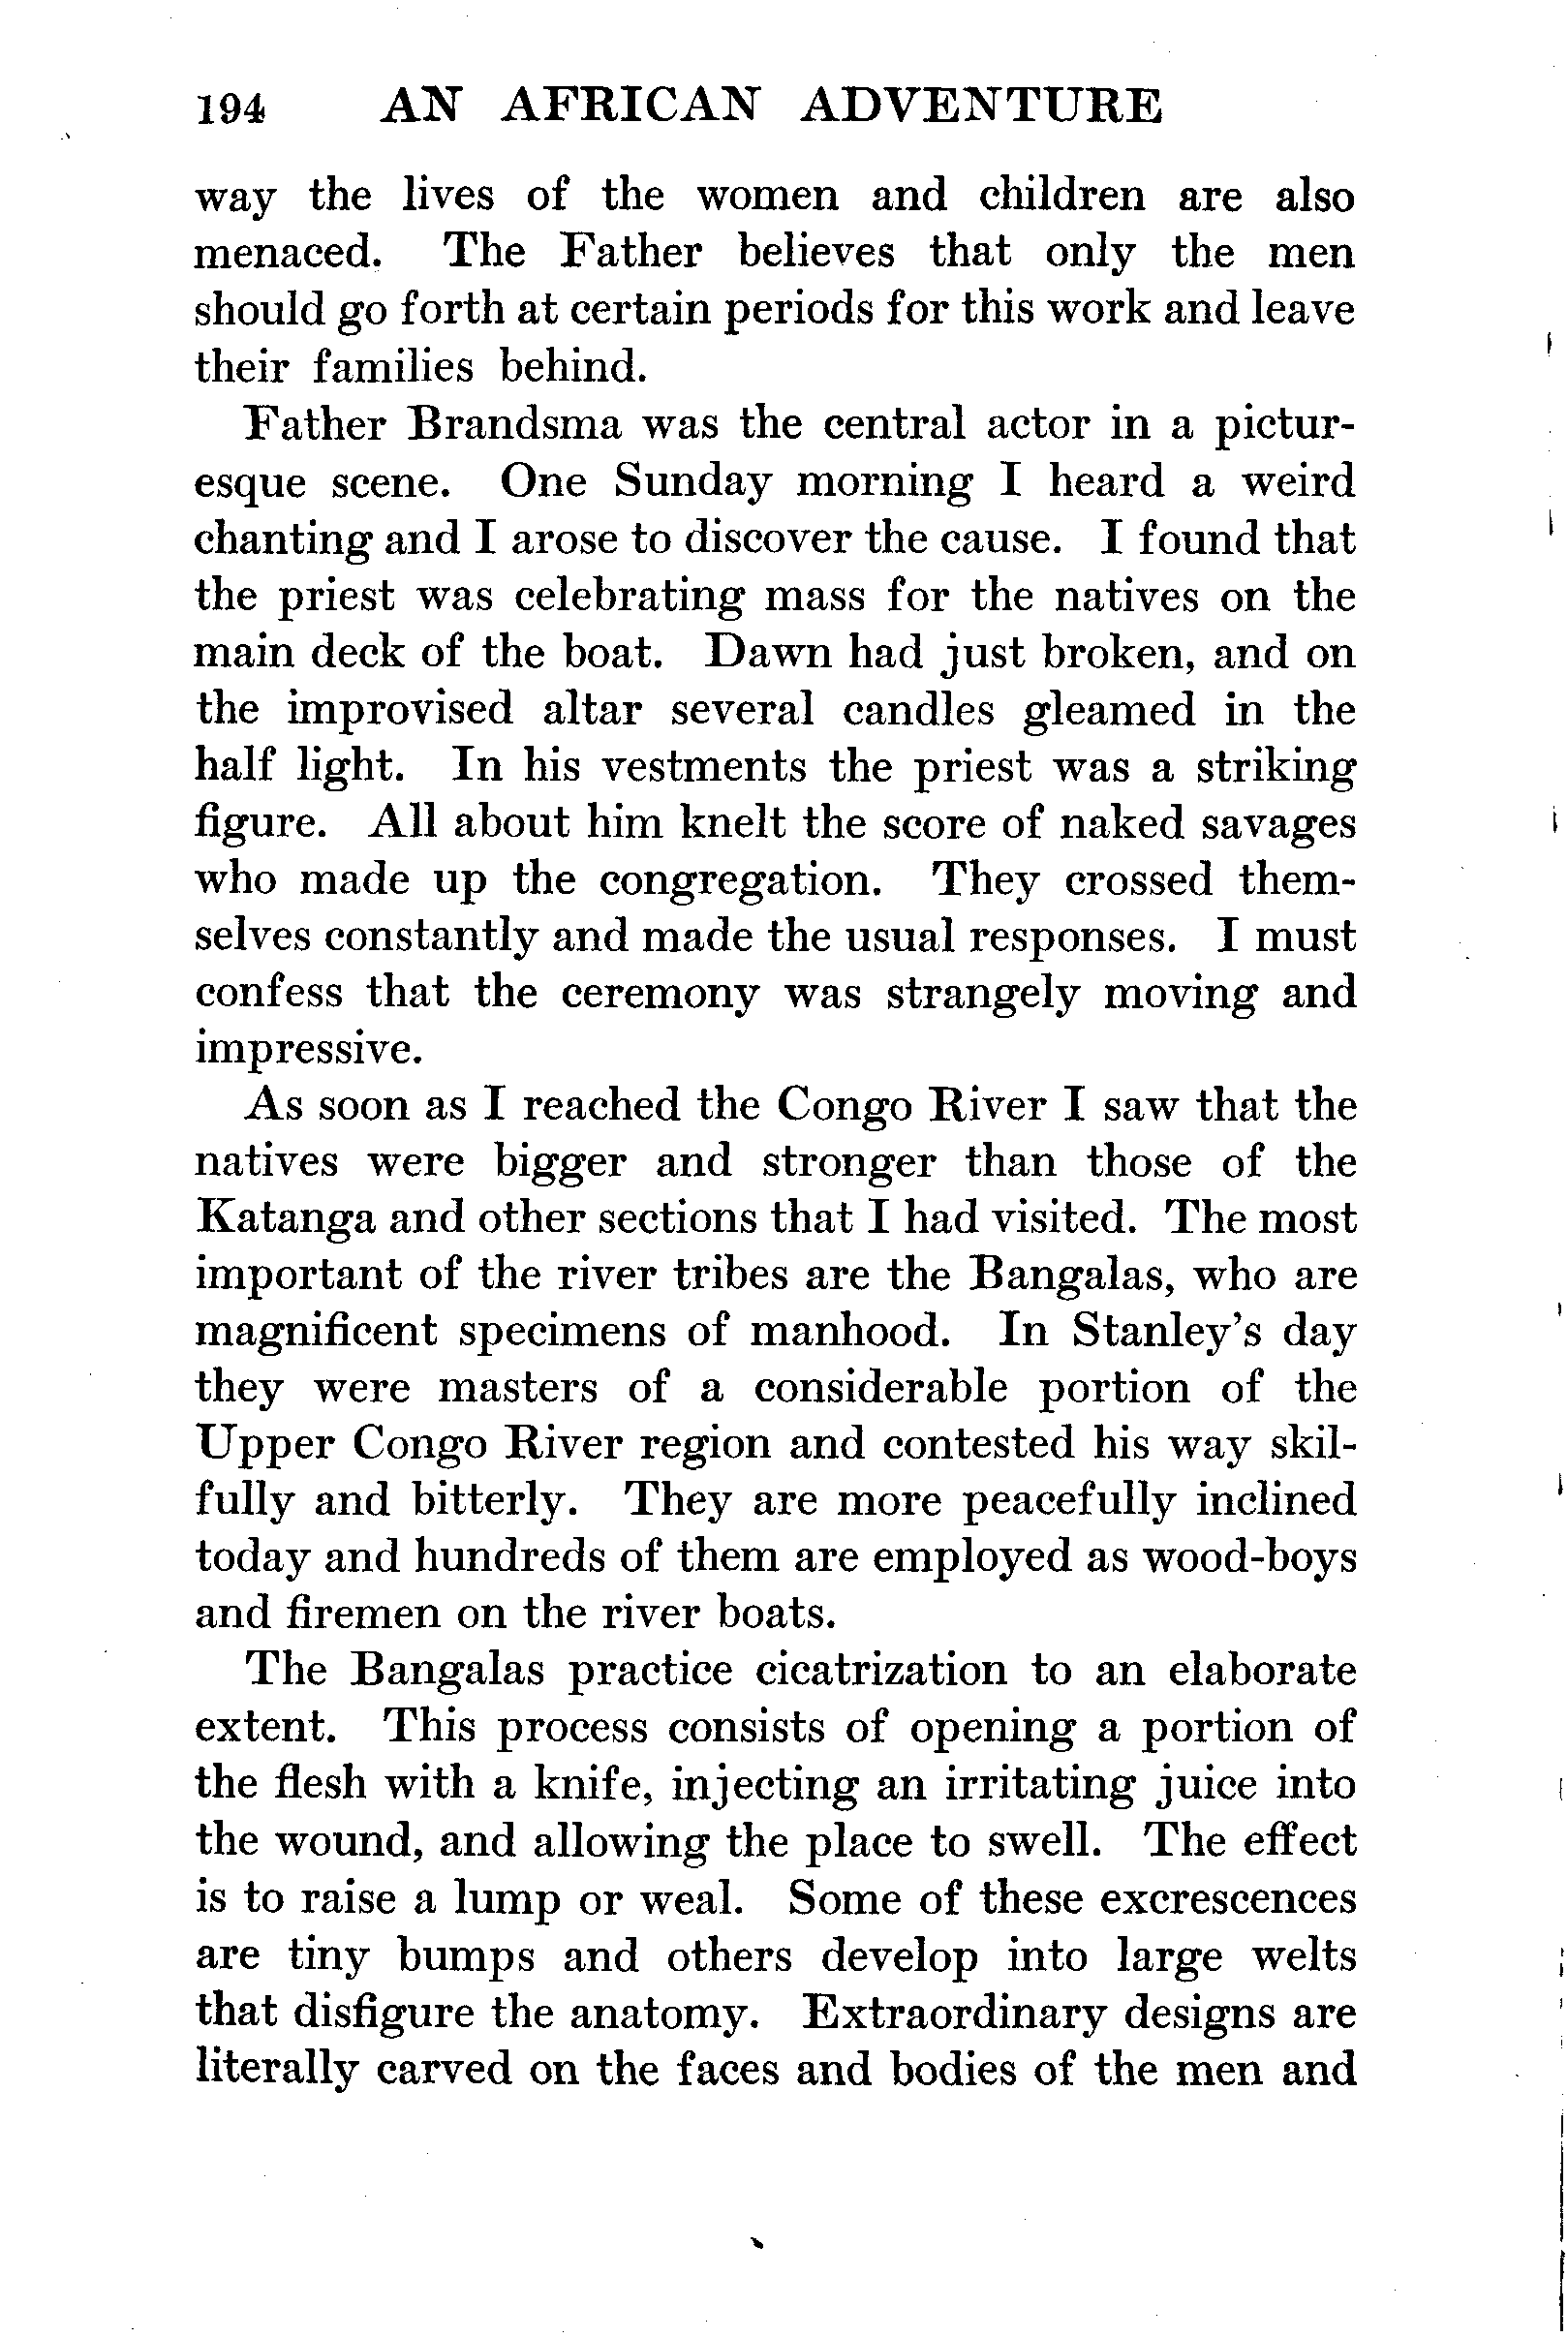 194 AN AFRICAN ADVENTURE
way the lives of the women and children are also
menaced. The Father believes that only the men
should go forth at certain periods for this work and leave
their families behind.
Father Brandsma was the central actor in a pictur-
esque scene. One Sunday morning I heard a weird
chanting and I arose to discover the cause. I found that
the priest was celebrating mass for the natives on the
main deck of the boat. Dawn had just broken, and on
the improvised altar several candles gleamed in the
half light. In his vestments the priest was a striking
figure. All about him knelt the score of naked savages
who made up the congregation. They crossed them-
selves constantly and made the usual responses. I must
confess that the ceremony was strangely moving and
impressive.
As soon as I reached the Congo River I saw that the
natives were bigger and stronger than those of the
Katanga and other sections that I had visited. The most
important of the river tribes are the Bangalas, who are
magnificent specimens of manhood. In Stanley's day
they were masters of a considerable portion of the
Upper Congo River region and contested his way skil-
fully and bitterly. They are more peacefully inclined
today and hundreds of them are employed as wood-boys
and firemen on the river boats.
The Bangalas practice cicatrization to an elaborate
extent. This process consists of opening a portion of
the flesh with a knife, injecting an irritating juice into
the wound, and allowing the place to swell. The effect
is to raise a lump or weal. Some of these excrescences
are tiny bumps and others develop into large welts
that disfigure the anatomy. Extraordinary designs are
literally carved on the faces and bodies of the men and